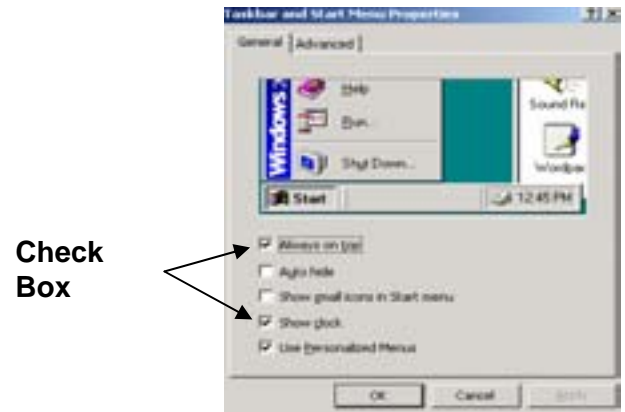 Taskbar and Start Menu Properties
General
Advanced
Windows
Help
Run...
Shut Down...
Sound Re
Wordpad
Start
12:45 PM
Check
Box
Always on top
Auto hide
Show small icons in Start menu
Show clock
Use Personalized Menus
OK
Cancel
Apply